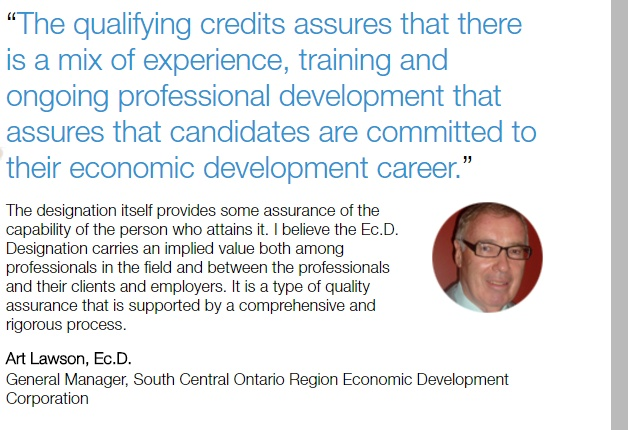 “The qualifying credits assures that there
is a mix of experience, training and
ongoing professional development that
assures that candidates are committed to
their economic development career.”
The designation itself provides some assurance of the
capability of the person who attains it. I believe the Ec.D.
Designation carries an implied value both among
professionals in the field and between the professionals
and their clients and employers. It is a type of quality
assurance that is supported by a comprehensive and
rigorous process.
Art Lawson, Ec.D.
General Manager, South Central Ontario Region Economic Development
Corporation